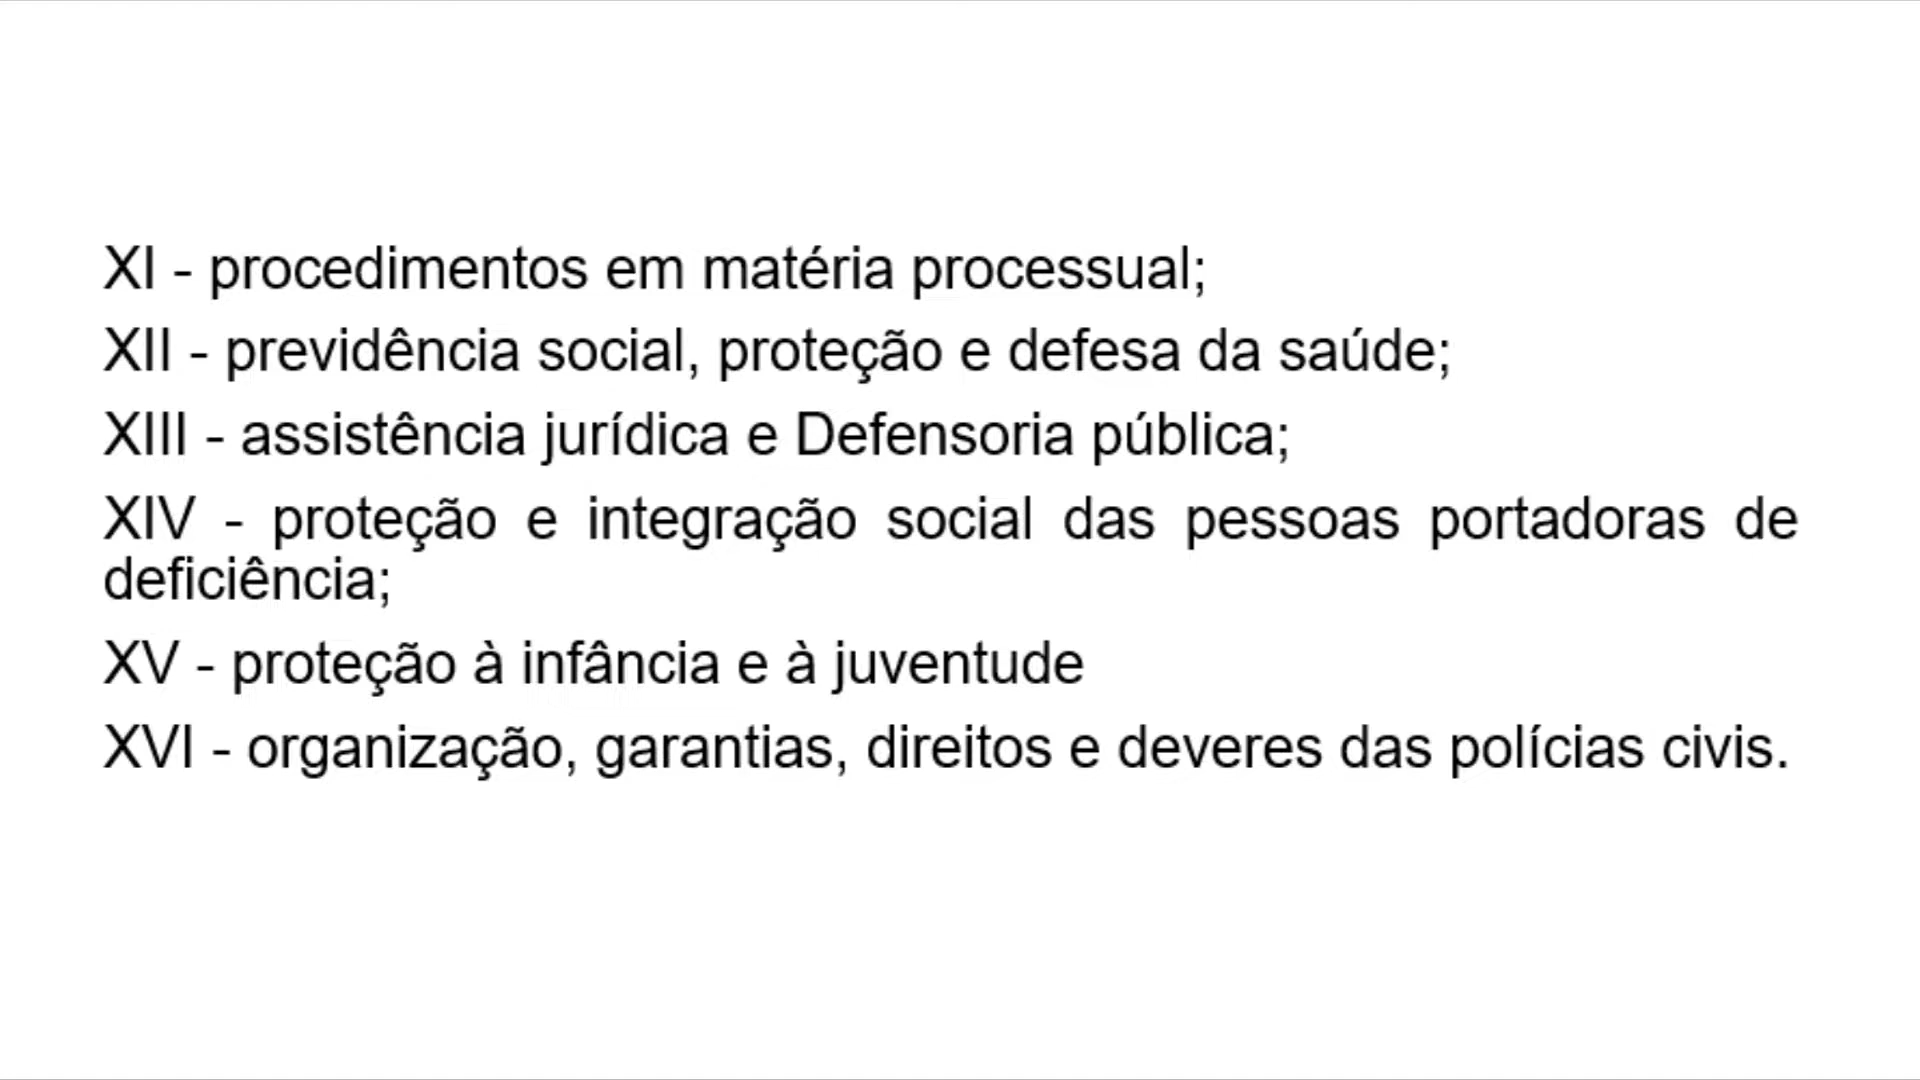 XI - procedimentos em matéria processual;
XII - previdência social, proteção e defesa da saúde;
XIII - assistência jurídica e Defensoria pública;
XIV - proteção e integração social das pessoas portadoras de
deficiência;
XV - proteção à infância e à juventude
XVI - organização, garantias, direitos e deveres das polícias civis.